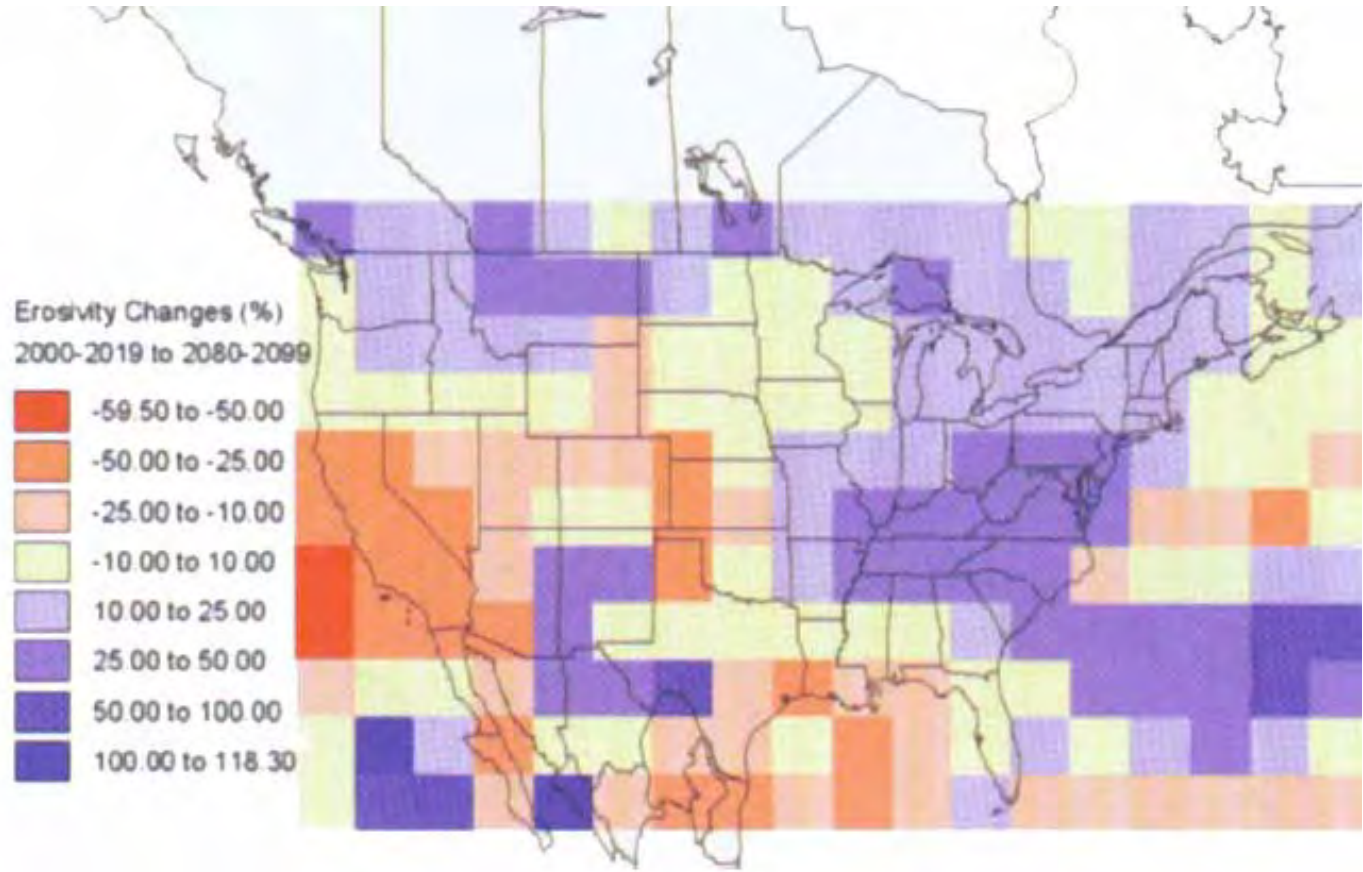 Erosivity Changes (%)
2000-2019 to 2080-2099
-59.50 to -50.00
-50.00 to -25.00
-25.00 to -10.00
-10.00 to 10.00
10.00 to 25.00
25.00 to 50.00
50.00 to 100.00
100.00 to 118.30